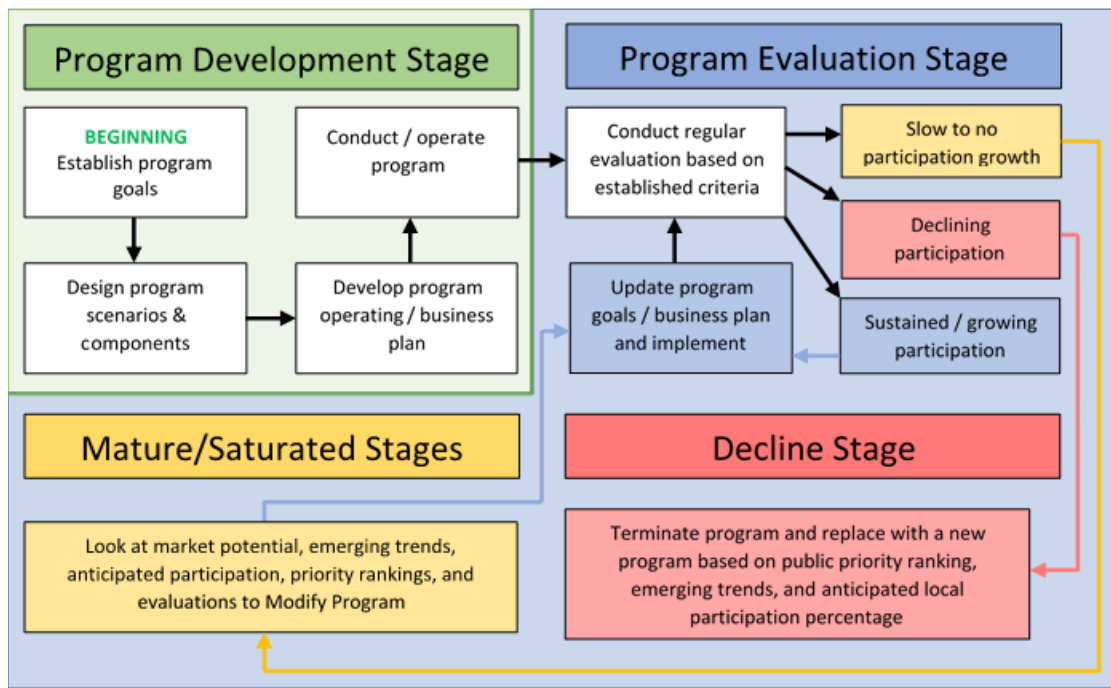 Program Development Stage
BEGINNING
Establish program
goals
Conduct / operate
program
Design program
scenarios &
components
Develop program
operating / business
plan
Program Evaluation Stage
Conduct regular
evaluation based on
established criteria
Slow to no
participation growth
Declining
participation
Update program
goals / business plan
and implement
Sustained / growing
participation
Mature/Saturated Stages
Look at market potential, emerging trends,
anticipated participation, priority rankings, and
evaluations to Modify Program
Decline Stage
Terminate program and replace with a new
program based on public priority ranking,
emerging trends, and anticipated local
participation percentage